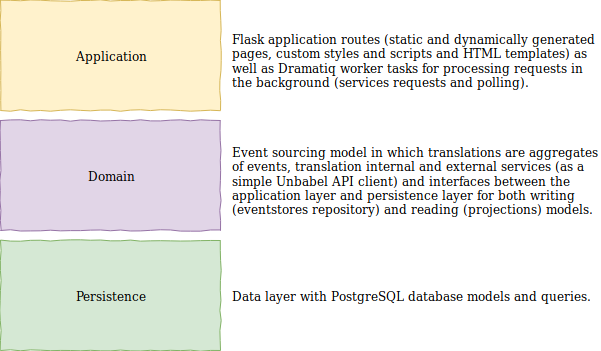 Application
Flask application routes (static and dynamically generated
pages, custom styles and scripts and HTML templates) as
well as Dramatiq worker tasks for processing requests in
the background (services requests and polling).
Domain
Event sourcing model in which translations are aggregates
of events, translation internal and external services (as a
simple Unbabel API client) and interfaces between the
application layer and persistence layer for both writing
(eventstores repository) and reading (projections) models.
Persistence
Data layer with PostgreSQL database models and queries.